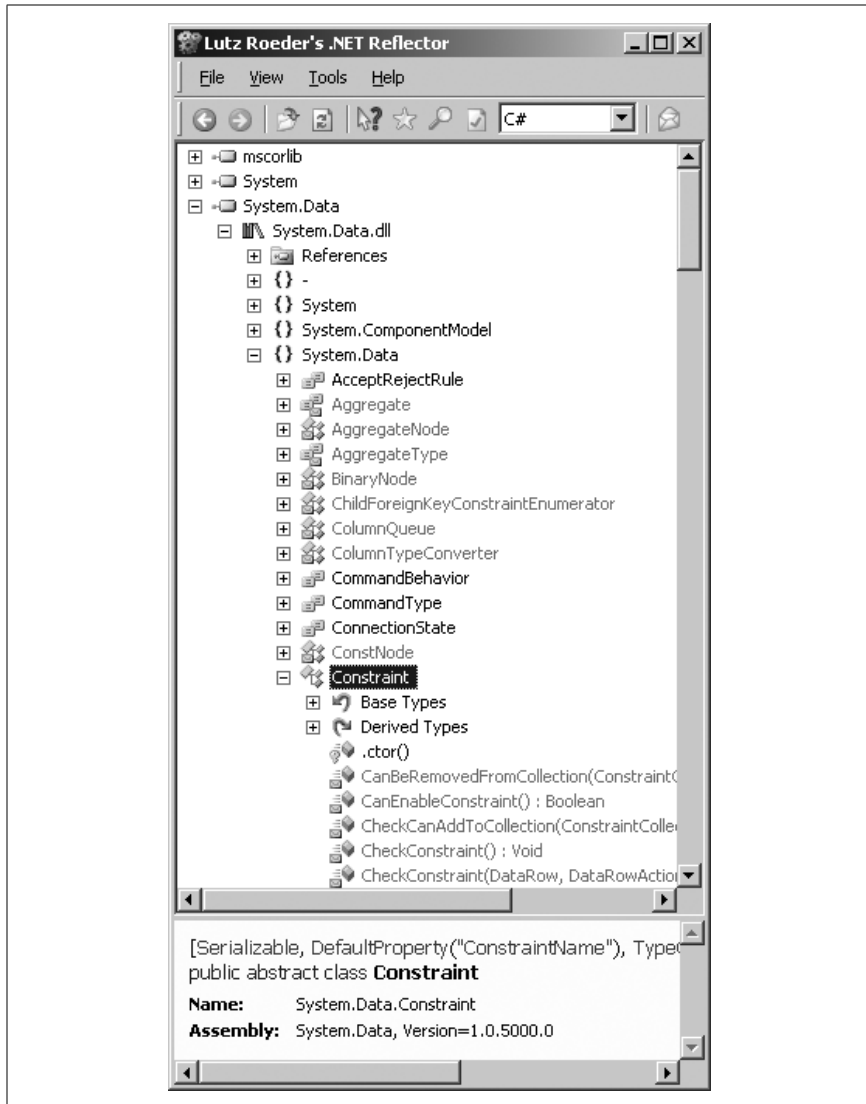 Lutz Roeder's .NET Reflector
File View Tools Help
C#
mscorlib
System
System.Data
System.Data.dll
References
{} -
{} System
{} System.ComponentModel
{} System.Data
AcceptRejectRule
Aggregate
AggregateNode
AggregateType
BinaryNode
ChildForeignKeyConstraintEnumerator
ColumnQueue
ColumnTypeConverter
CommandBehavior
CommandType
ConnectionState
ConstNode
Constraint
Base Types
Derived Types
.ctor()
CanBeRemovedFromCollection(ConstraintC
CanEnableConstraint() : Boolean
CheckCanAddToCollection(ConstraintColle
CheckConstraint() : Void
CheckConstraint(DataRow, DataRowAction
[Serializable, DefaultProperty("ConstraintName"), TypeC
public abstract class Constraint
Name: System.Data.Constraint
Assembly: System.Data, Version=1.0.5000.0